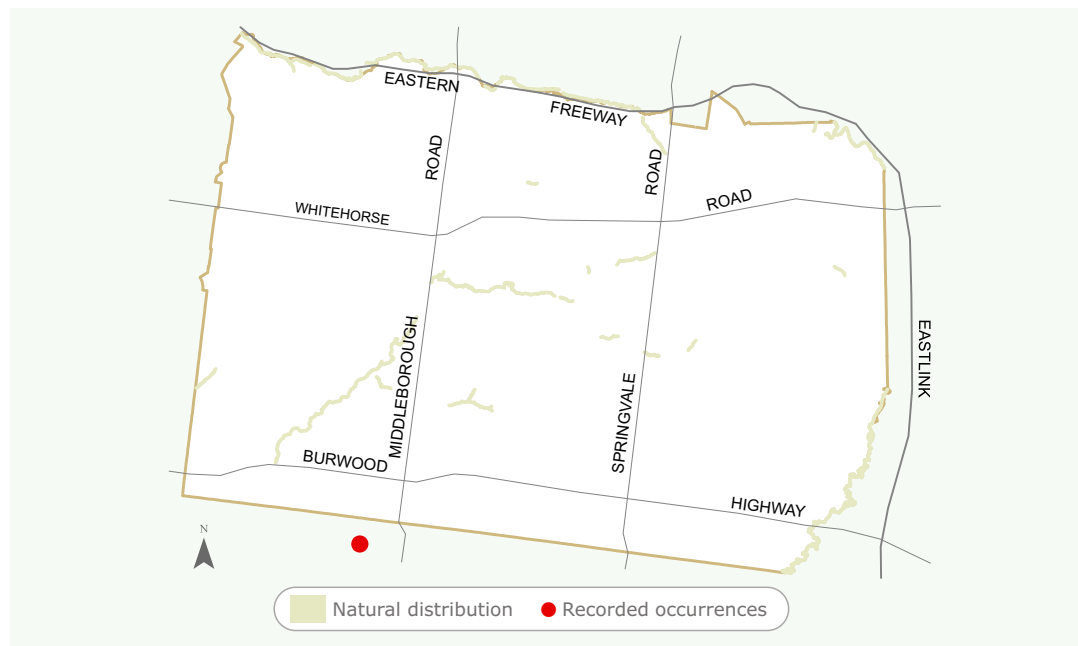 EASTERN
FREEWAY
ROAD
ROAD
ROAD
WHITEHORSE
MIDDLEBOROUGH
SPRINGVALE
EASTLINK
BURWOOD
HIGHWAY
N
Natural distribution
Recorded occurrences